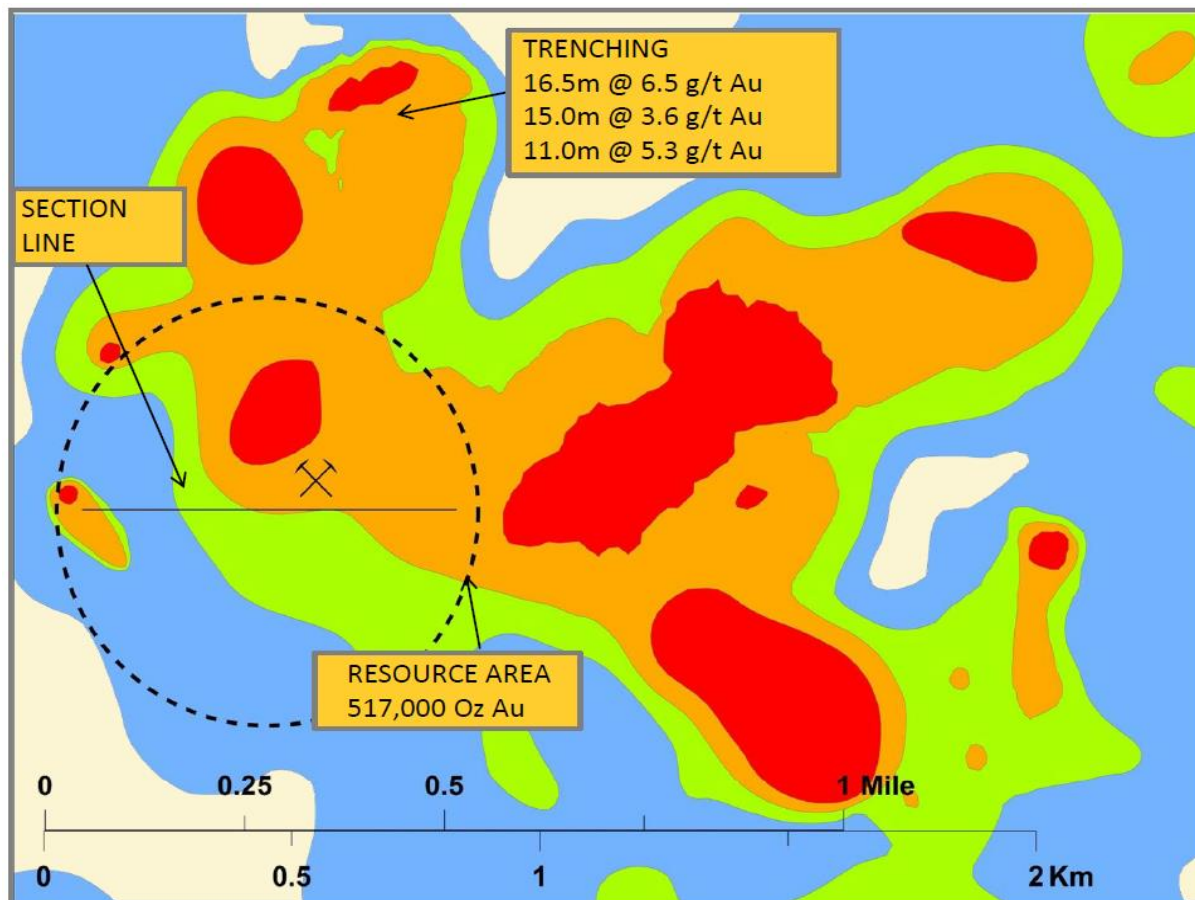 TRENCHING
16.5m @ 6.5 g/t Au
15.0m @ 3.6 g/t Au
11.0m @ 5.3 g/t Au
SECTION
LINE
RESOURCE AREA
517,000 Oz Au
0 0.25 0.5 1 Mile
0 0.5 1 2 Km